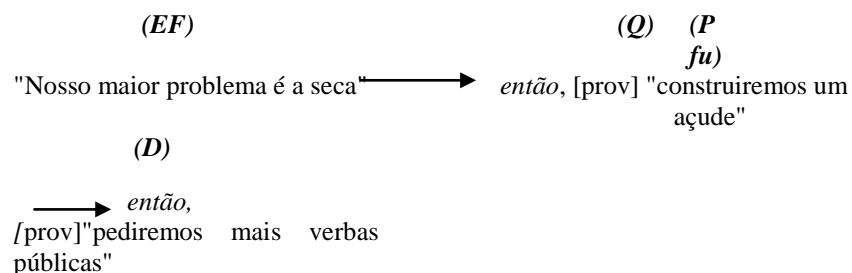 (EF) (Q) (P
fu)
"Nosso maior problema é a seca" então, [prov] "construiremos um
açude"
(D)
então,
[prov]"pediremos mais verbas
públicas"